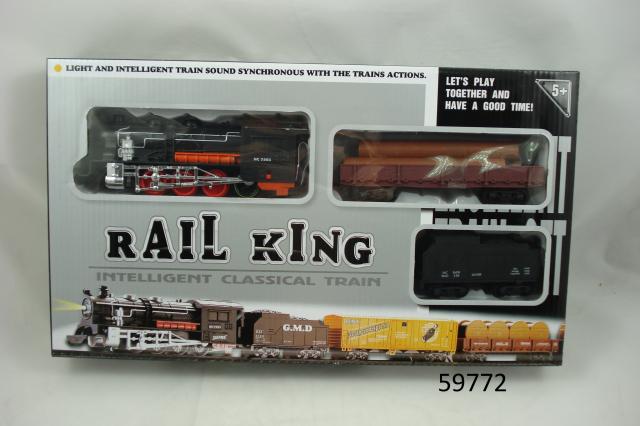 LIGHT AND INTELLIGENT TRAIN SOUND SYNCHRONOUS WITH THE TRAINS ACTIONS.
LET'S PLAY
TOGETHER AND
HAVE A GOOD TIME!
5+
RAIL KING
INTELLIGENT CLASSICAL TRAIN
G.M.D
59772